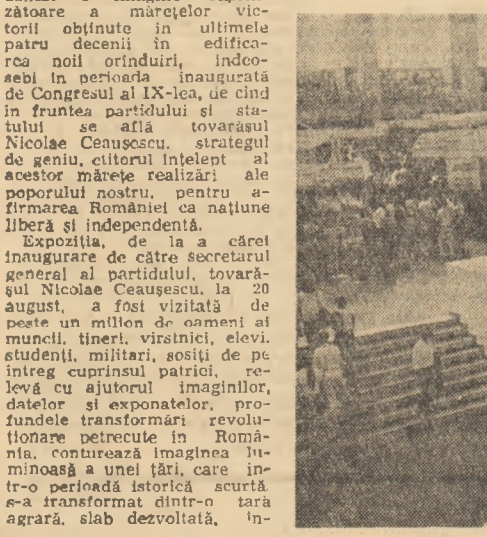 zătoare a mărețelor vic-
torii obținute în ultimele
patru decenii în edifica-
rea noii orînduiri, îndeo-
sebi în perioada inaugurată
de Congresul al IX-lea, de cînd
în fruntea partidului și sta-
tului se află tovarășul
Nicolae Ceaușescu, strategul
de geniu, ctitorul înțelept al
acestor mărețe realizări ale
poporului nostru, pentru a-
firmarea României ca națiune
liberă și independentă.
Expoziția, de la a cărei
inaugurare de către secretarul
general al partidului, tovară-
șul Nicolae Ceaușescu, la 20
august, a fost vizitată de
peste un milion de oameni ai
muncii, tineri, vîrstnici, elevi,
studenți, militari, sosiți de pe
întreg cuprinsul patriei, re-
levă cu ajutorul imaginilor,
datelor și exponatelor, pro-
fundele transformări revolu-
ționare petrecute în Româ-
nia, conturează imaginea lu-
minoasă a unei țări, care în-
tr-o perioadă istorică scurtă
s-a transformat dintr-o țară
agrară, slab dezvoltată, în-